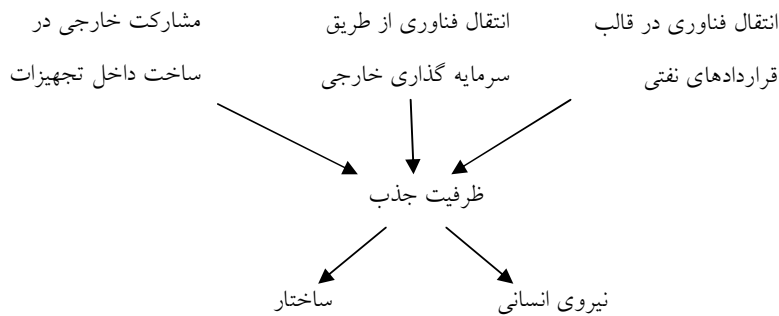 انتقال فناوری در قالب
قراردادهای نفتی
انتقال فناوری از طریق
سرمایه گذاری خارجی
مشارکت خارجی در
ساخت داخل تجهیزات
ظرفیت جذب
نیروی انسانی
ساختار